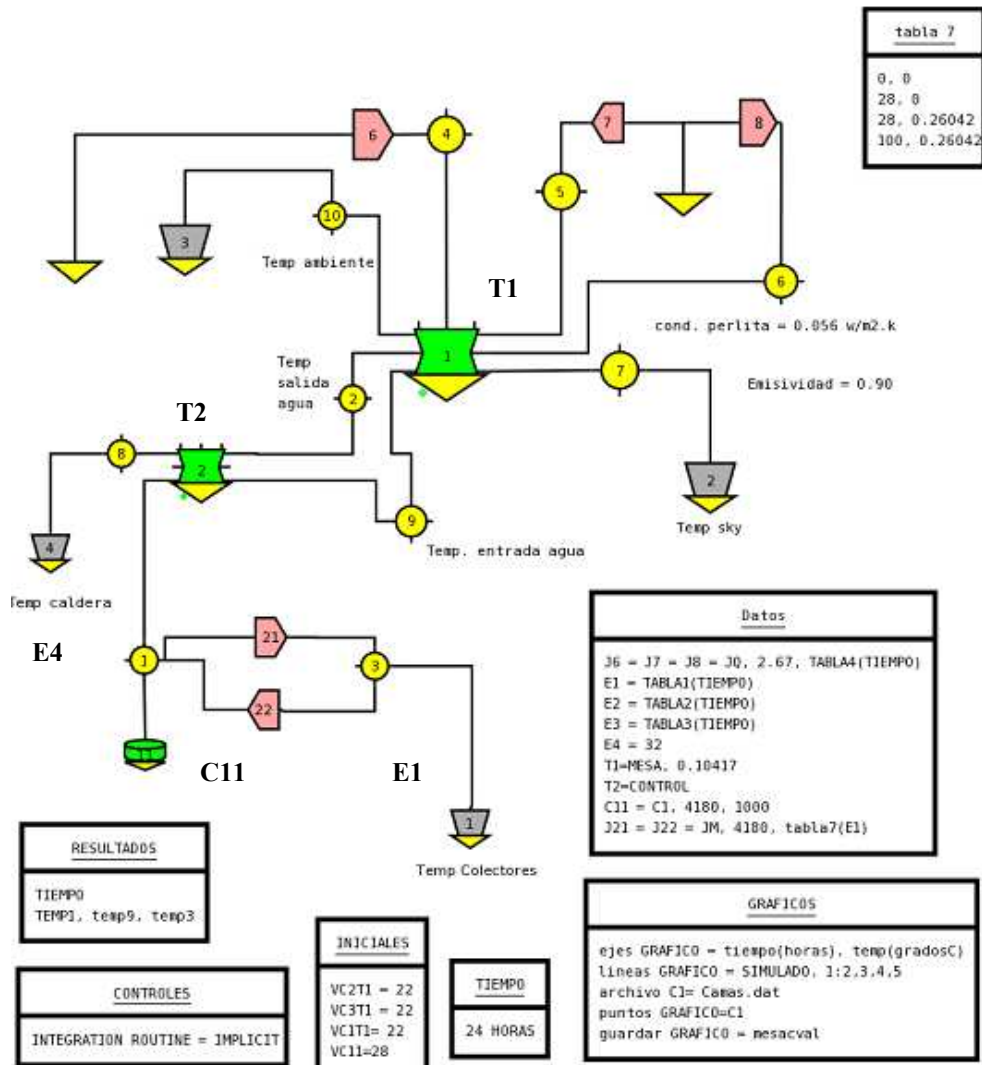 tabla 7
0, 0
28, 0
28, 0.26042
100, 0.26042
6
4
7
8
5
10
3
Temp ambiente
T1
6
cond. perlita = 0.056 w/m2.k
1
Temp
salida
agua
7
Emisividad = 0.90
2
T2
8
2
2
9
Temp sky
Temp. entrada agua
4
Temp caldera
E4
1
21
3
22
11
C11
E1
1
Temp Colectores
Datos
J6 = J7 = J8 = JQ, 2.67, TABLA4(TIEMPO)
E1 = TABLA1(TIEMPO)
E2 = TABLA2(TIEMPO)
E3 = TABLA3(TIEMPO)
E4 = 32
T1=MESA, 0.10417
T2=CONTROL
C11 = C1, 4180, 1000
J21 = J22 = JM, 4180, tabla7(E1)
RESULTADOS
TIEMPO
TEMP1, temp9, temp3
CONTROLES
INTEGRATION ROUTINE = IMPLICIT
INICIALES
VC2T1 = 22
VC3T1 = 22
VC1T1= 22
VC11=28
TIEMPO
24 HORAS
GRAFICOS
ejes GRAFICO = tiempo(horas), temp(gradosC)
lineas GRAFICO = SIMULADO, 1:2,3,4,5
archivo C1= Camas.dat
puntos GRAFICO=C1
guardar GRAFICO = mesacval